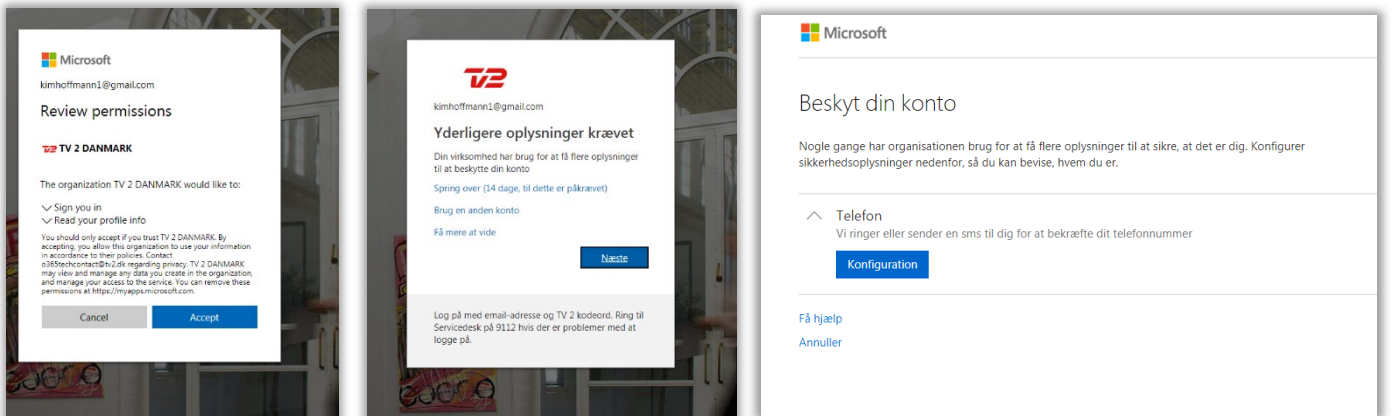 Microsoft
kimhoffmann1@gmail.com
Review permissions
TV2 TV 2 DANMARK
The organization TV 2 DANMARK would like to:
Sign you in
Read your profile info
You should only accept if you trust TV 2 DANMARK. By
accepting, you allow this organization to use your information
in accordance to their policies. Contact
o365techcontact@tv2.dk regarding privacy. TV 2 DANMARK
may view and manage any data you create in the organization,
and manage your access to the service. You can remove these
permissions at https://myapps.microsoft.com.
Cancel Accept
TV2
kimhoffmann1@gmail.com
Yderligere oplysninger krævet
Din virksomhed har brug for at få flere oplysninger
til at beskytte din konto
Spring over (14 dage, til dette er påkrævet)
Brug en anden konto
Få mere at vide
Næste
Log på med email-adresse og TV 2 kodeord. Ring til
Servicedesk på 9112 hvis der er problemer med at
logge på.
Microsoft
Beskyt din konto
Nogle gange har organisationen brug for at få flere oplysninger til at sikre, at det er dig. Konfigurer
sikkerhedsoplysninger nedenfor, så du kan bevise, hvem du er.
Telefon
Vi ringer eller sender en sms til dig for at bekræfte dit telefonnummer
Konfiguration
Få hjælp
Annuller